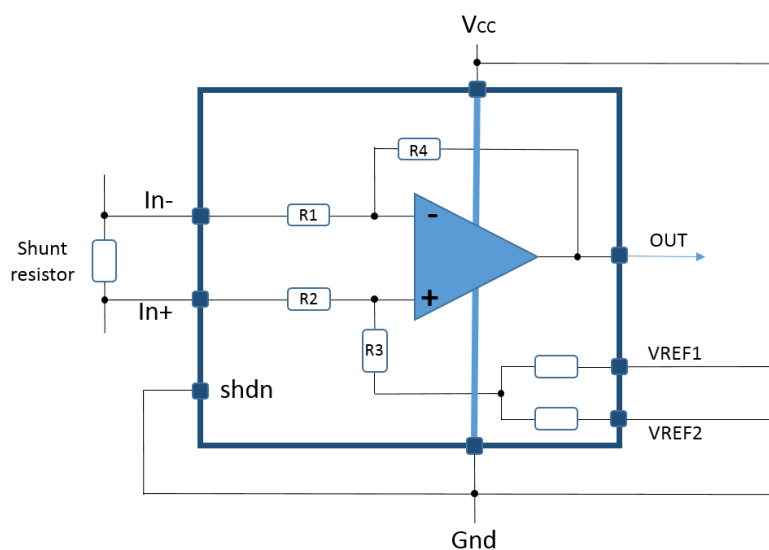 Vcc
R4
In-
R1
-
OUT
Shunt
resistor
In+
R2
+
R3
VREF1
shdn
VREF2
Gnd